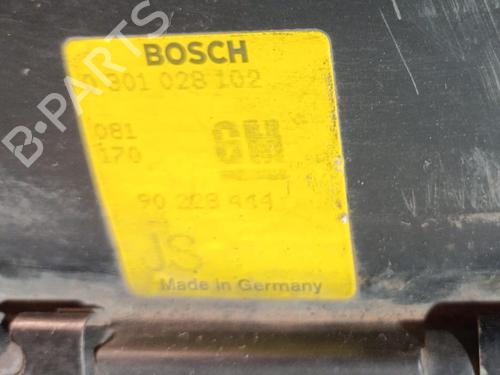 BOSCH
0 301 028 102
081
170
GM
90 228 444
JS
Made in Germany
B-PARTS